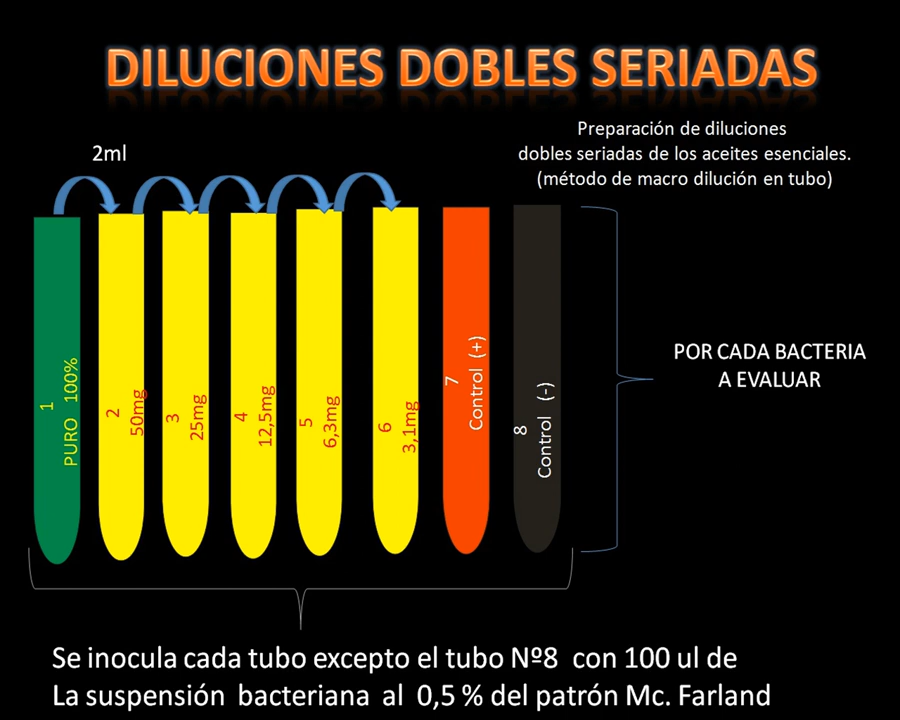 DILUCIONES DOBLES SERIADAS
Preparación de diluciones
dobles seriadas de los aceites esenciales.
(método de macro dilución en tubo)
2ml
1
PURO 100%
2
50mg
3
25mg
4
12,5mg
5
6,3mg
6
3,1mg
7
Control (+)
8
Control (-)
POR CADA BACTERIA
A EVALUAR
Se inocula cada tubo excepto el tubo Nº8 con 100 ul de
La suspensión bacteriana al 0,5 % del patrón Mc. Farland